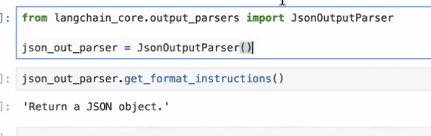 ]: from langchain_core.output_parsers import JsonOutputParser
json_out_parser = JsonOutputParser()
]: json_out_parser.get_format_instructions()
]: 'Return a JSON object.'